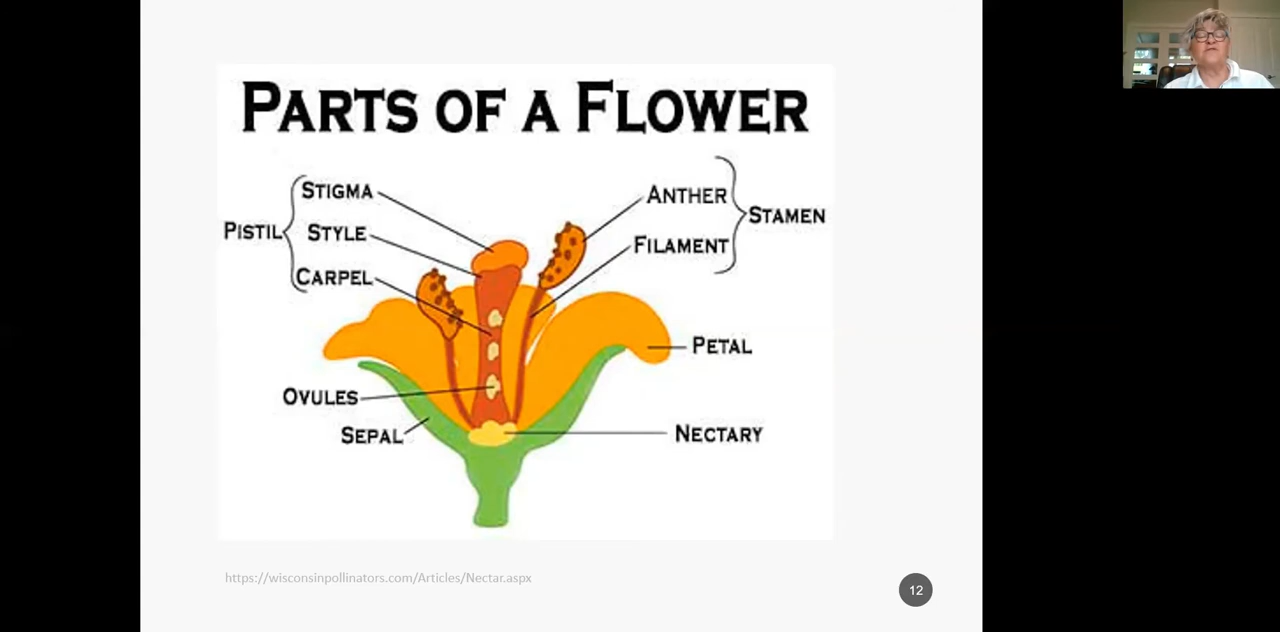 PARTS OF A FLOWER
STIGMA
STYLE
CARPEL
PISTIL
ANTHER
FILAMENT
STAMEN
PETAL
OVULES
SEPAL
NECTARY
https://wisconsinpollinators.com/Articles/Nectar.aspx
12